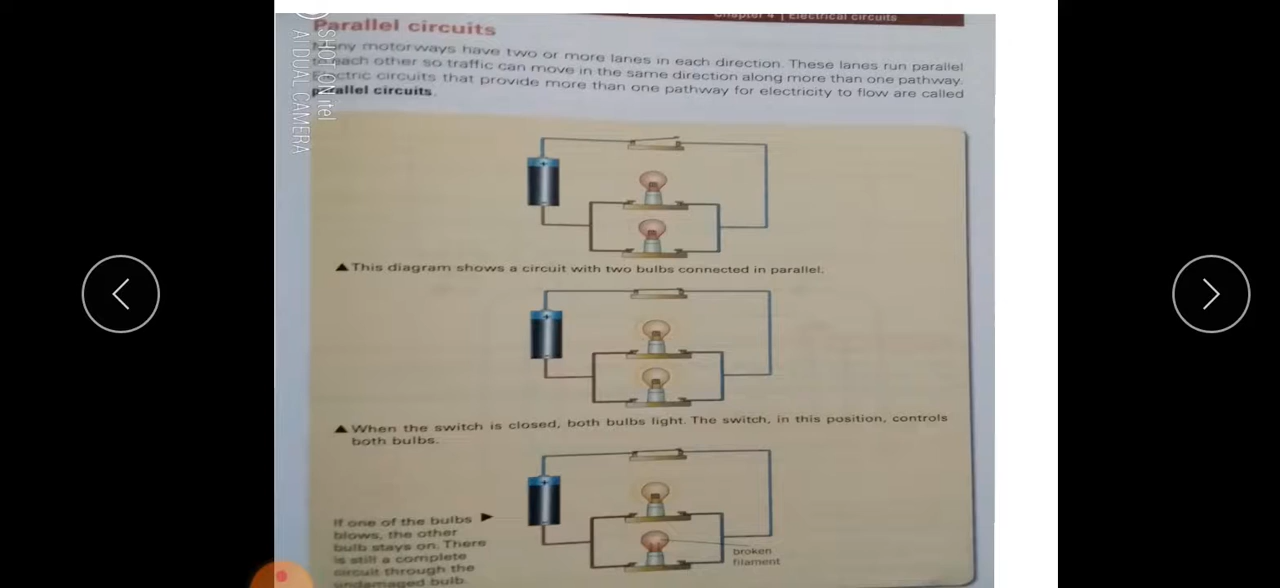 Chapter 4 | Electrical circuits
Parallel circuits
Many motorways have two or more lanes in each direction. These lanes run parallel
to each other so traffic can move in the same direction along more than one pathway.
Electric circuits that provide more than one pathway for electricity to flow are called
parallel circuits.
SHOT ON itel
AI DUAL CAMERA
▲ This diagram shows a circuit with two bulbs connected in parallel.
▲ When the switch is closed, both bulbs light. The switch, in this position, controls
both bulbs.
If one of the bulbs ▶
blows, the other
bulb stays on. There
is still a complete
circuit through the
undamaged bulb.
broken
filament